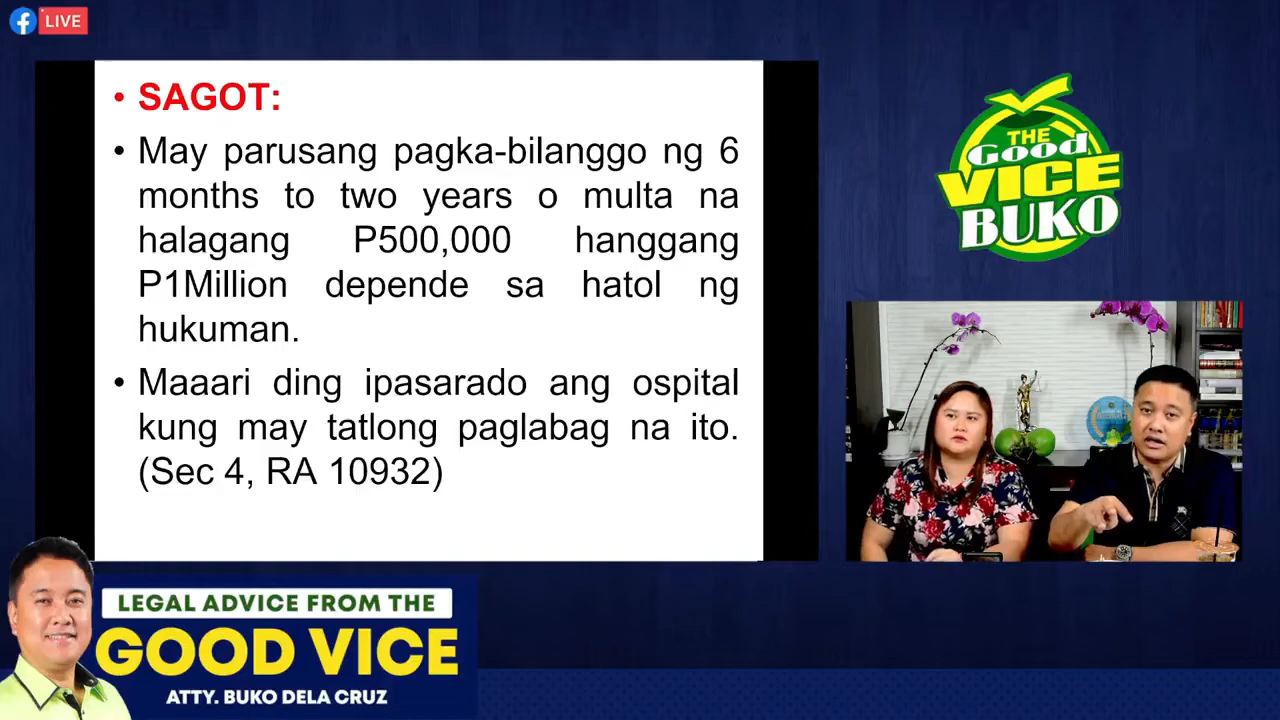 LIVE
• SAGOT:
• May parusang pagka-bilanggo ng 6
months to two years o multa na
halagang P500,000 hanggang
P1Million depende sa hatol ng
hukuman.
• Maaari ding ipasarado ang ospital
kung may tatlong paglabag na ito.
(Sec 4, RA 10932)
THE
Good
VICE
BUKO
LEGAL ADVICE FROM THE
GOOD VICE
ATTY. BUKO DELA CRUZ